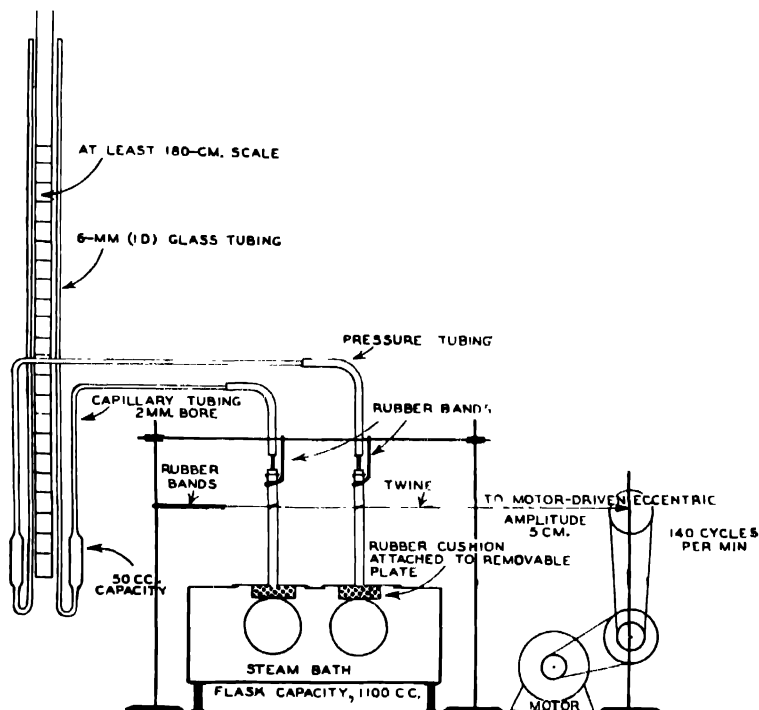 AT LEAST 180-CM. SCALE
6-MM (ID) GLASS TUBING
PRESSURE TUBING
CAPILLARY TUBING
2MM. BORE
RUBBER BANDS
RUBBER
BANDS
TWINE
TO MOTOR-DRIVEN ECCENTRIC
AMPLITUDE
5 CM.
140 CYCLES
PER MIN
RUBBER CUSHION
ATTACHED TO REMOVABLE
PLATE
50 CC.
CAPACITY
STEAM BATH
FLASK CAPACITY, 1100 CC.
MOTOR